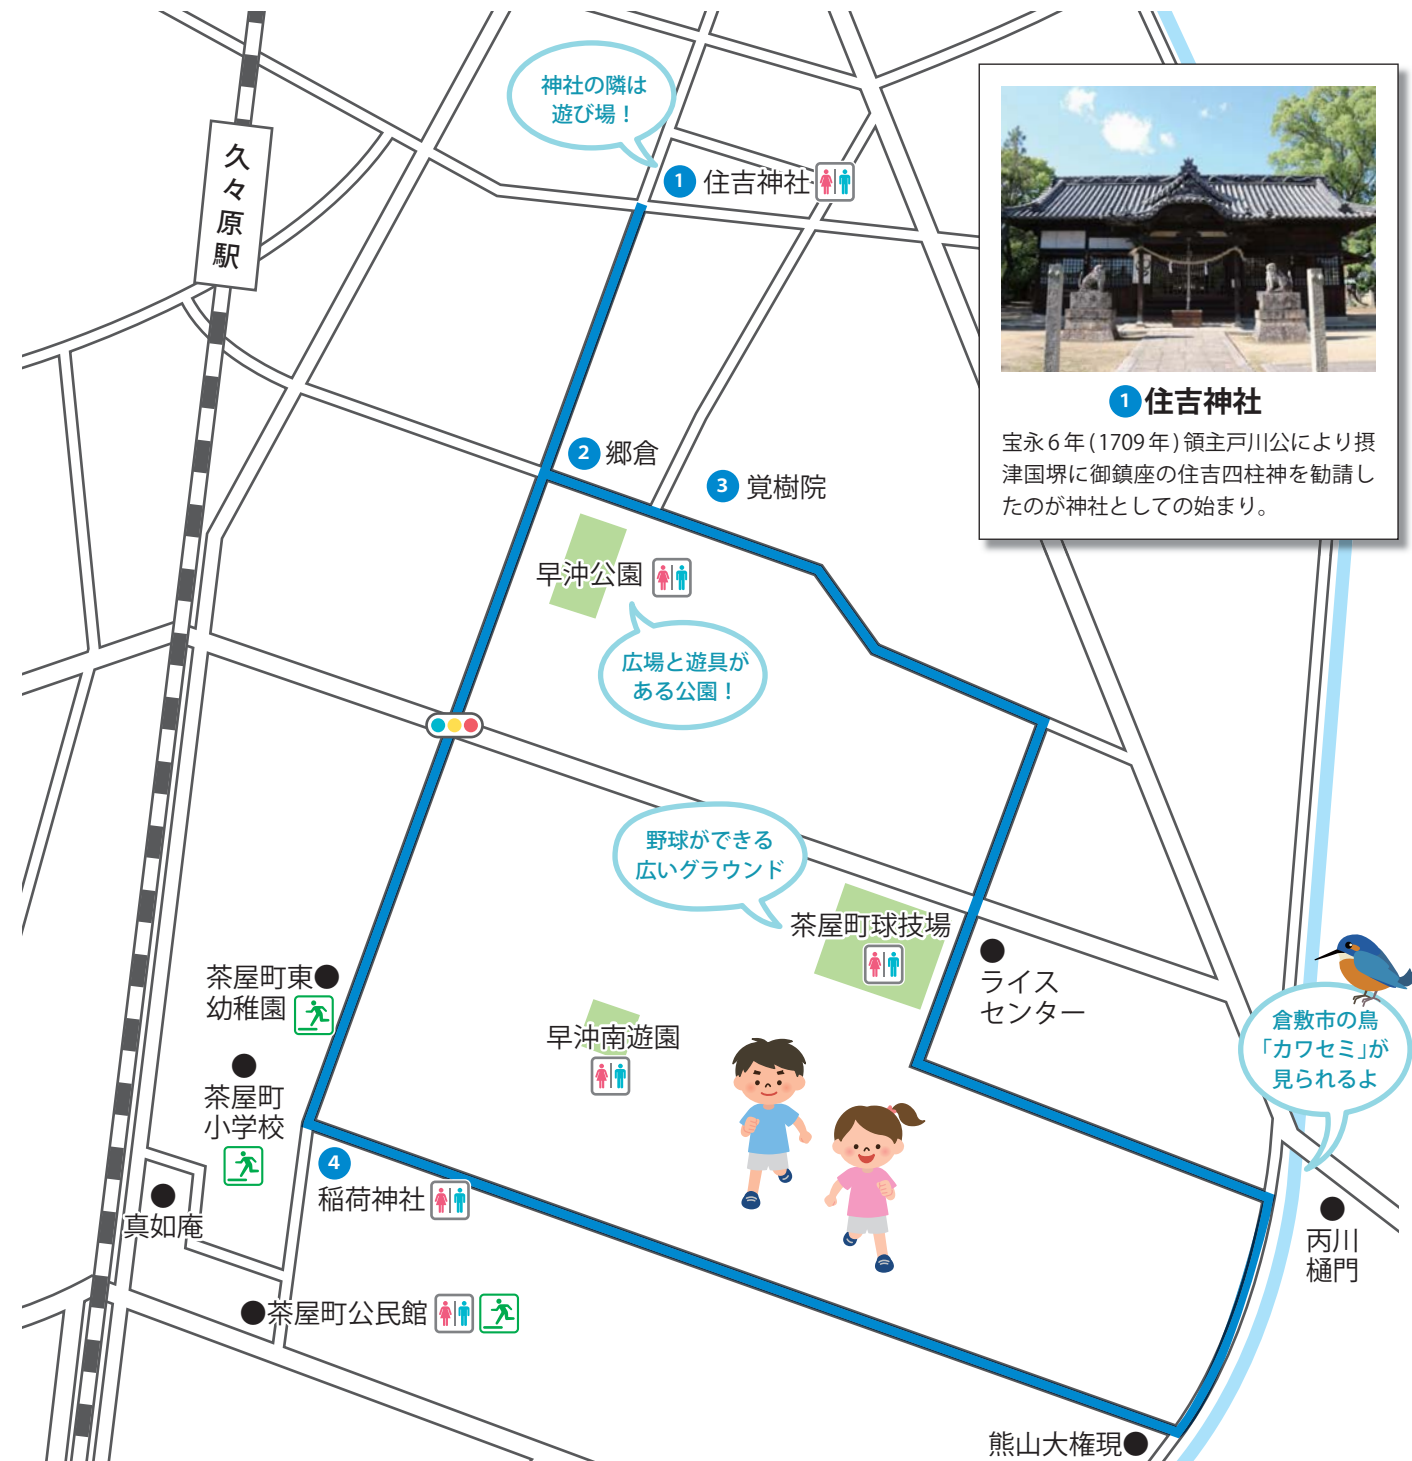 神社の隣は
遊び場！
久々原駅
1 住吉神社
1 住吉神社
宝永6年(1709年)領主戸川公により摂
津国堺に御鎮座の住吉四柱神を勧請し
たのが神社としての始まり。
2 郷倉
3 覚樹院
早沖公園
広場と遊具が
ある公園！
野球ができる
広いグラウンド
茶屋町球技場
ライス
センター
茶屋町東
幼稚園
早沖南遊園
倉敷市の鳥
「カワセミ」が
見られるよ
茶屋町
小学校
4
稲荷神社
真如庵
丙川
樋門
茶屋町公民館
熊山大権現